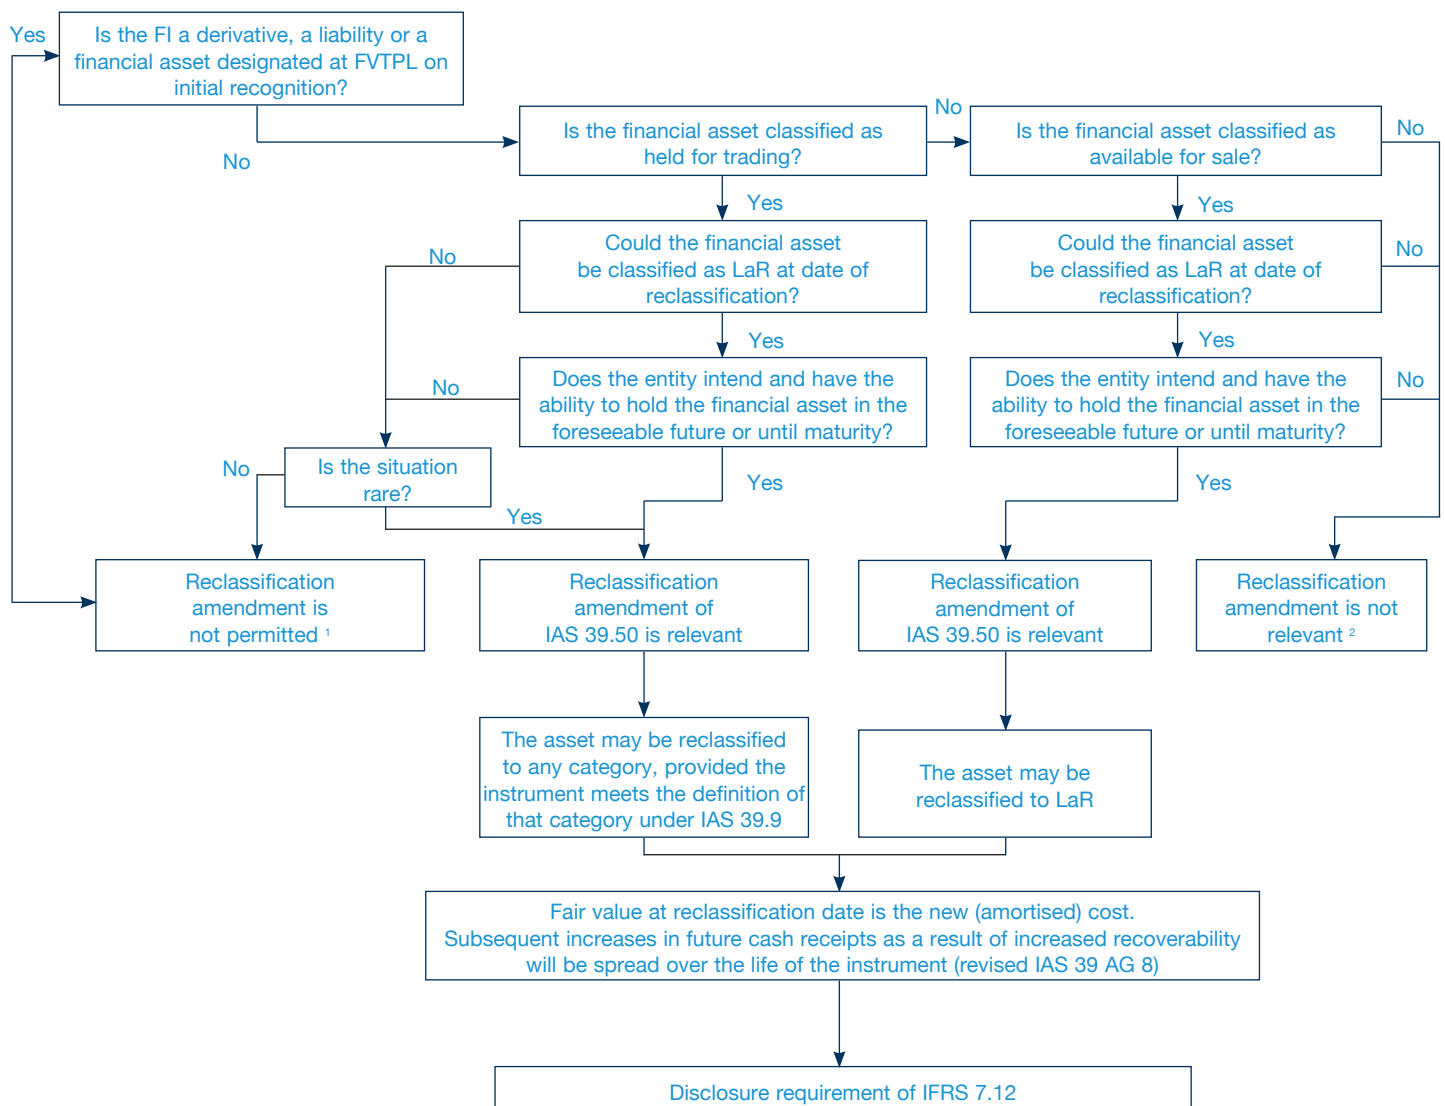 Yes
Is the FI a derivative, a liability or a
financial asset designated at FVTPL on
initial recognition?
No
Is the financial asset classified as
held for trading?
No
Is the financial asset classified as
available for sale?
No
Yes
Yes
Could the financial asset
be classified as LaR at date of
reclassification?
No
Could the financial asset
be classified as LaR at date of
reclassification?
No
Yes
Yes
Does the entity intend and have the
ability to hold the financial asset in the
foreseeable future or until maturity?
No
Does the entity intend and have the
ability to hold the financial asset in the
foreseeable future or until maturity?
No
Is the situation
rare?
No
Yes
Yes
Yes
Reclassification
amendment is
not permitted ¹
Reclassification
amendment of
IAS 39.50 is relevant
Reclassification
amendment of
IAS 39.50 is relevant
Reclassification
amendment is not
relevant ²
The asset may be reclassified
to any category, provided the
instrument meets the definition of
that category under IAS 39.9
The asset may be
reclassified to LaR
Fair value at reclassification date is the new (amortised) cost.
Subsequent increases in future cash receipts as a result of increased recoverability
will be spread over the life of the instrument (revised IAS 39 AG 8)
Disclosure requirement of IFRS 7.12